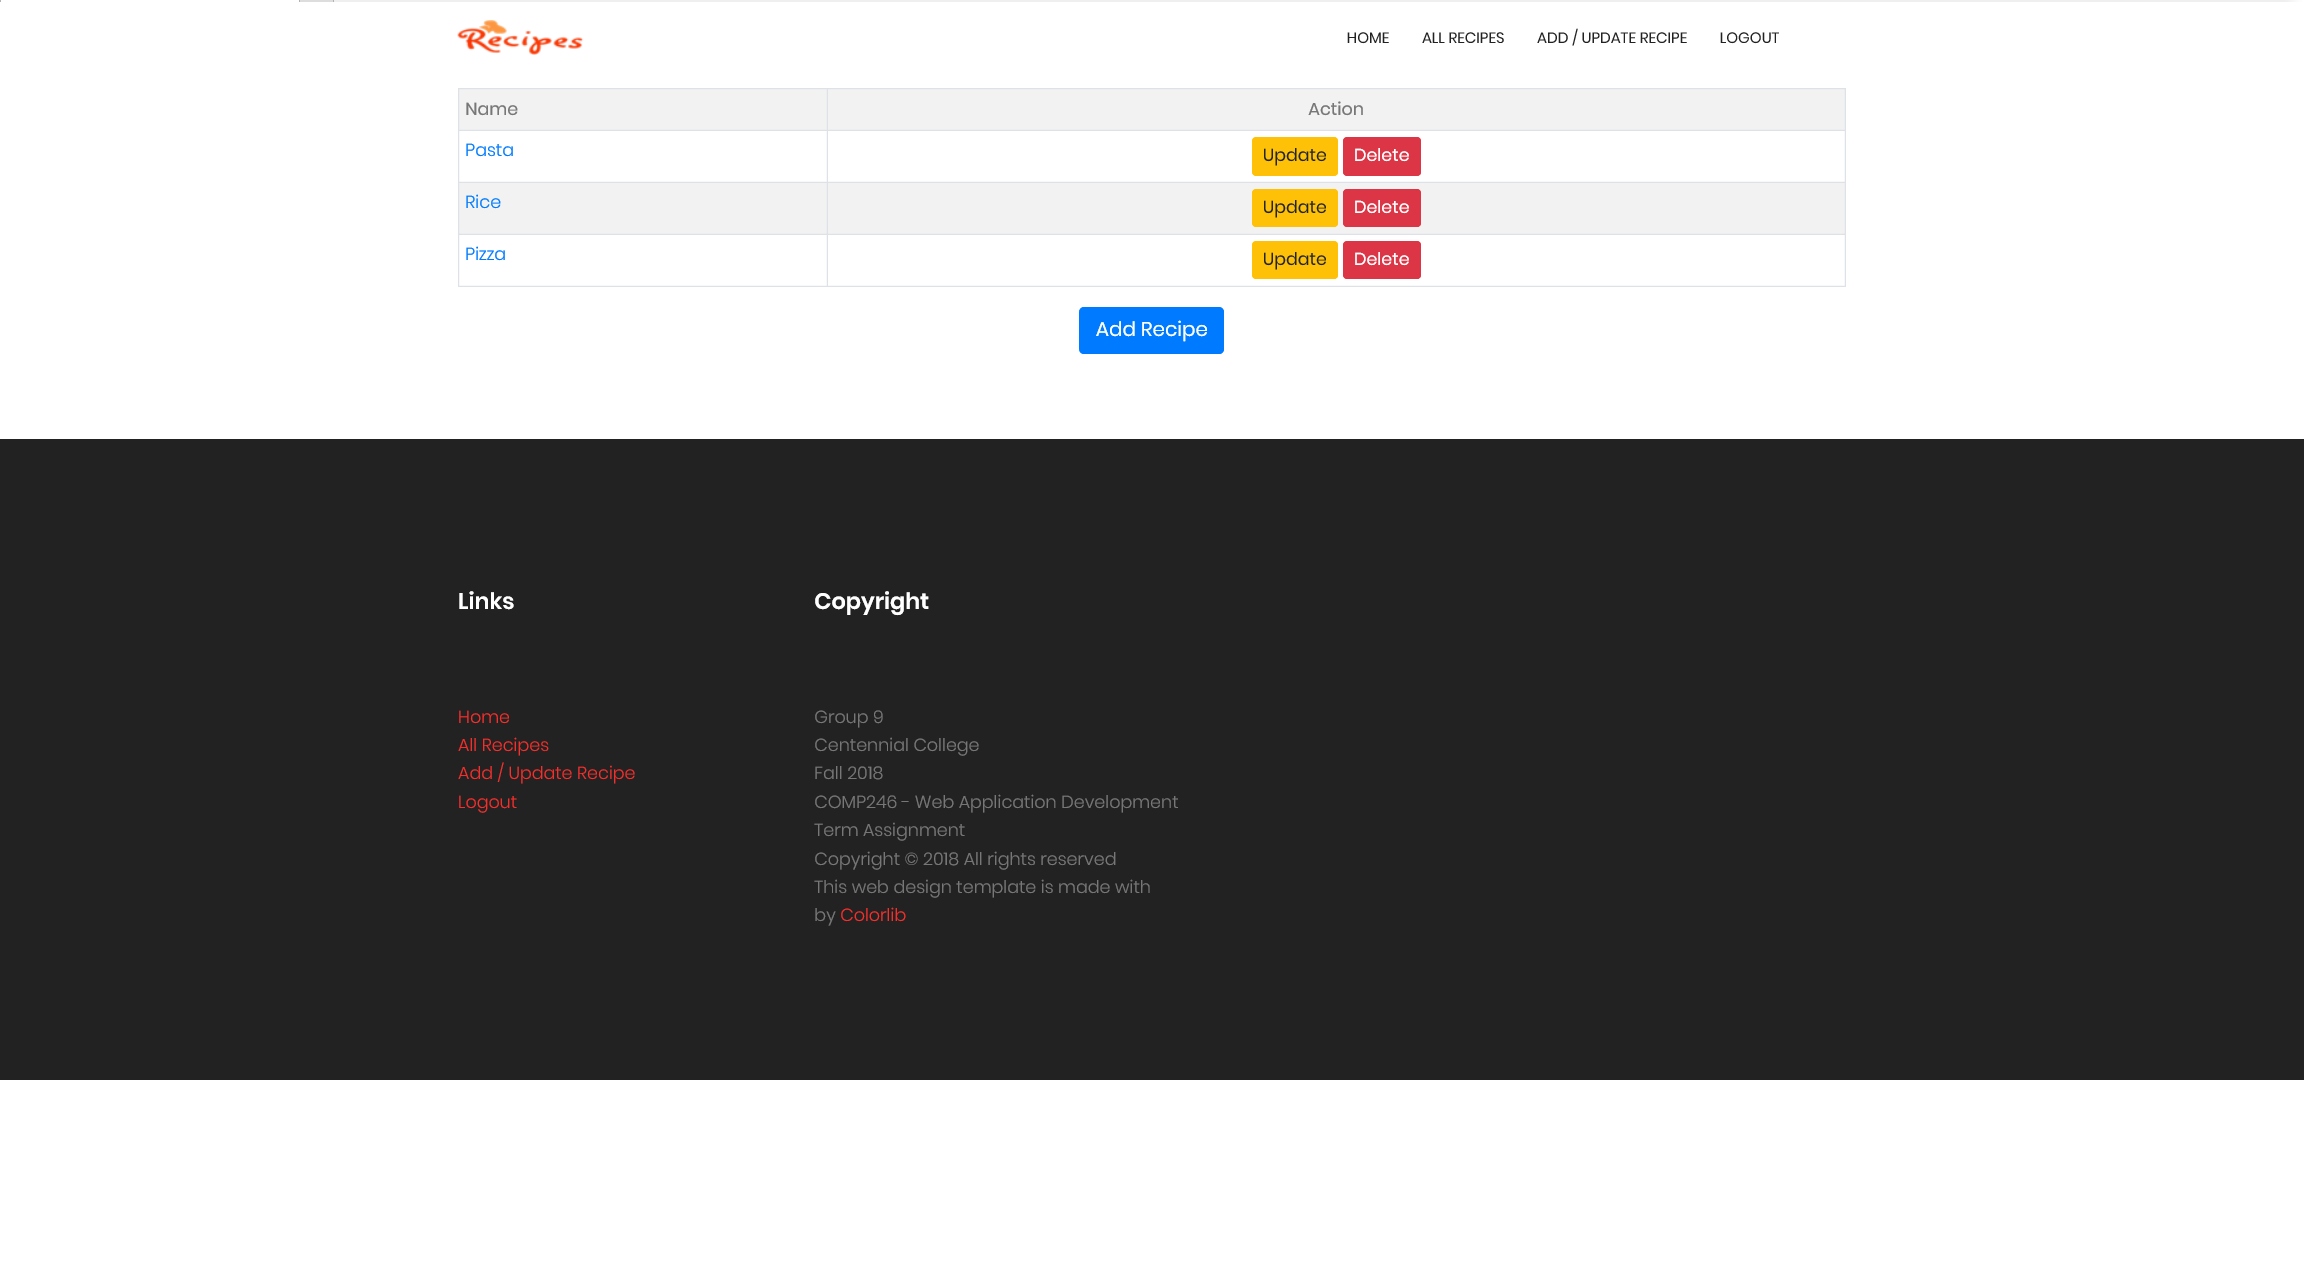 Recipes
HOME ALL RECIPES ADD / UPDATE RECIPE LOGOUT
Name Action
Pasta Update Delete
Rice Update Delete
Pizza Update Delete
Add Recipe
Links
Home
All Recipes
Add / Update Recipe
Logout
Copyright
Group 9
Centennial College
Fall 2018
COMP246 - Web Application Development
Term Assignment
Copyright © 2018 All rights reserved
This web design template is made with
by Colorlib